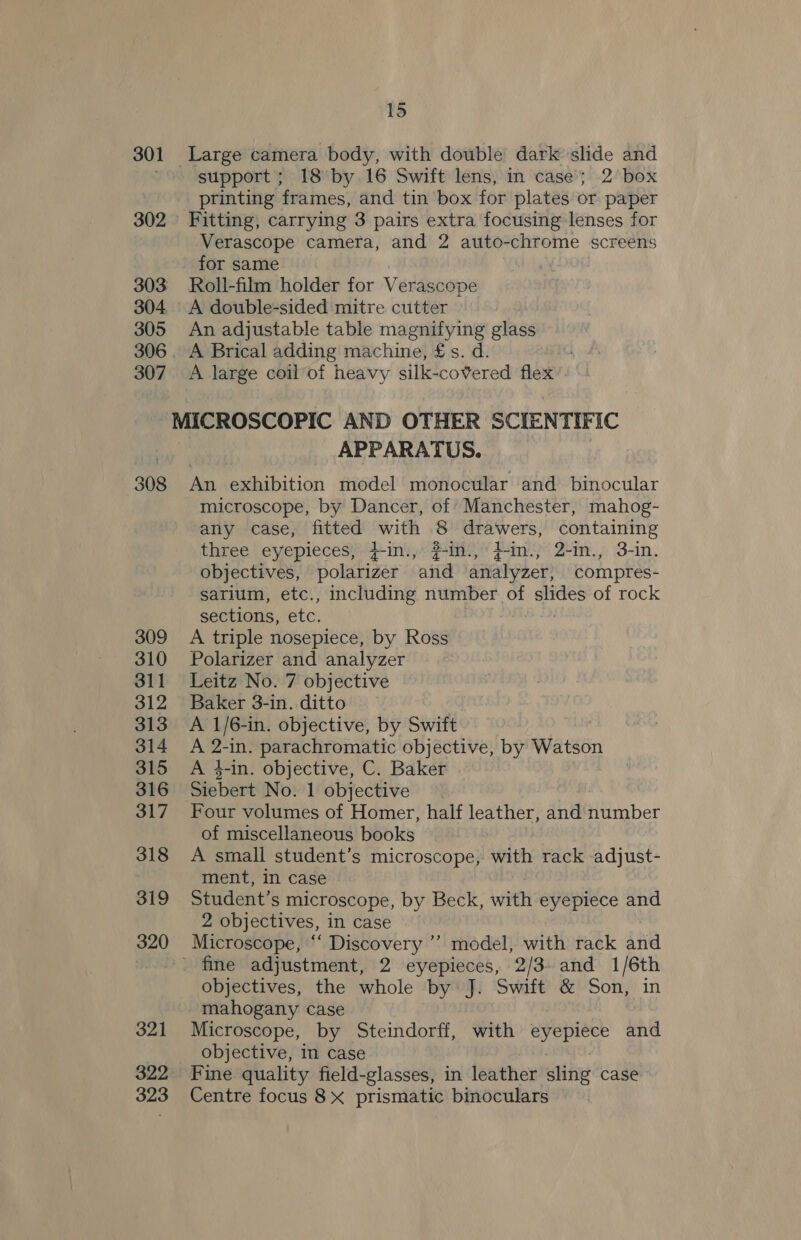 15
301 Large camera body, with double dark slide and
support ; 18 by 16 Swift lens, in case ; 2 box
printing frames, and tin box for plates or paper
302 Fitting, carrying 3 pairs extra focusing lenses for
Verascope camera, and 2 auto-chrome screens
for same
303 Roll-film holder for Verascope
304 A double-sided mitre cutter
305 An adjustable table magnifying glass
306 A Brical adding machine, £ s. d.
307 A large coil of heavy silk-covered flex
MICROSCOPIC AND OTHER SCIENTIFIC
APPARATUS.
308 An exhibition model monocular and binocular
microscope, by Dancer, of Manchester, mahog-
any case, fitted with 8 drawers, containing
three eyepieces, -in., -in., -in., 2-in., 3-in.
objectives, polarizer and analyzer, compres-
sarium, etc., including number of slides of rock
sections, etc.
309 A triple nosepiece, by Ross
310 Polarizer and analyzer
311 Leitz No. 7 objective
312 Baker 3-in. ditto
313 A 1/6-in. objective, by Swift
314 A 2-in. parachromatic objective, by Watson
315 A -in. objective, C. Baker
316 Siebert No. 1 objective
317 Four volumes of Homer, half leather, and number
of miscellaneous books
318 A small student's microscope, with rack adjust-
ment, in case
319 Student's microscope, by Beck, with eyepiece and
2 objectives, in case
320 Microscope, “ Discovery ” model, with rack and
fine adjustment, 2 eyepieces, 2/3 and 1/6th
objectives, the whole by J. Swift & Son, in
mahogany case
321 Microscope, by Steindorff, with eyepiece and
objective, in case
322 Fine quality field-glasses, in leather sling case
323 Centre focus 8 × prismatic binoculars